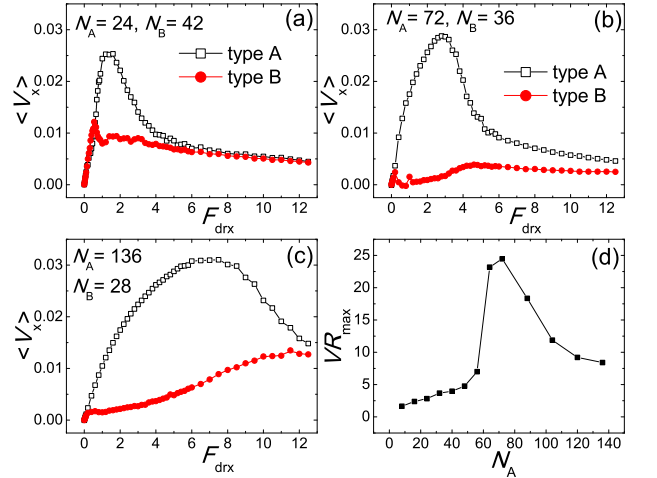 (a)
N_A = 24, N_B = 42
type A
type B
<V_x>
0.03
0.02
0.01
0.00
0 2 4 6 8 10 12
F_drx
(b)
N_A = 72, N_B = 36
type A
type B
<V_x>
0.03
0.02
0.01
0.00
0 2 4 6 8 10 12
F_drx
(c)
N_A = 136
N_B = 28
<V_x>
0.03
0.02
0.01
0.00
0 2 4 6 8 10 12
F_drx
(d)
VR_max
25
20
15
10
5
0
0 20 40 60 80 100 120 140
N_A